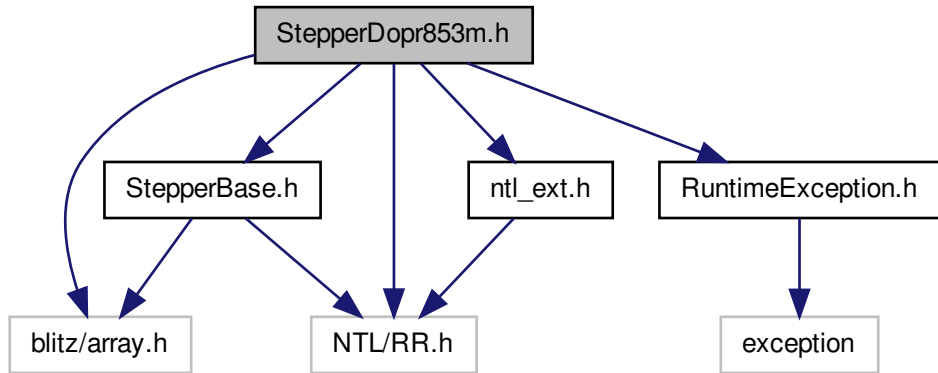 StepperDopr853m.h
StepperBase.h
ntl_ext.h
RuntimeException.h
blitz/array.h
NTL/RR.h
exception